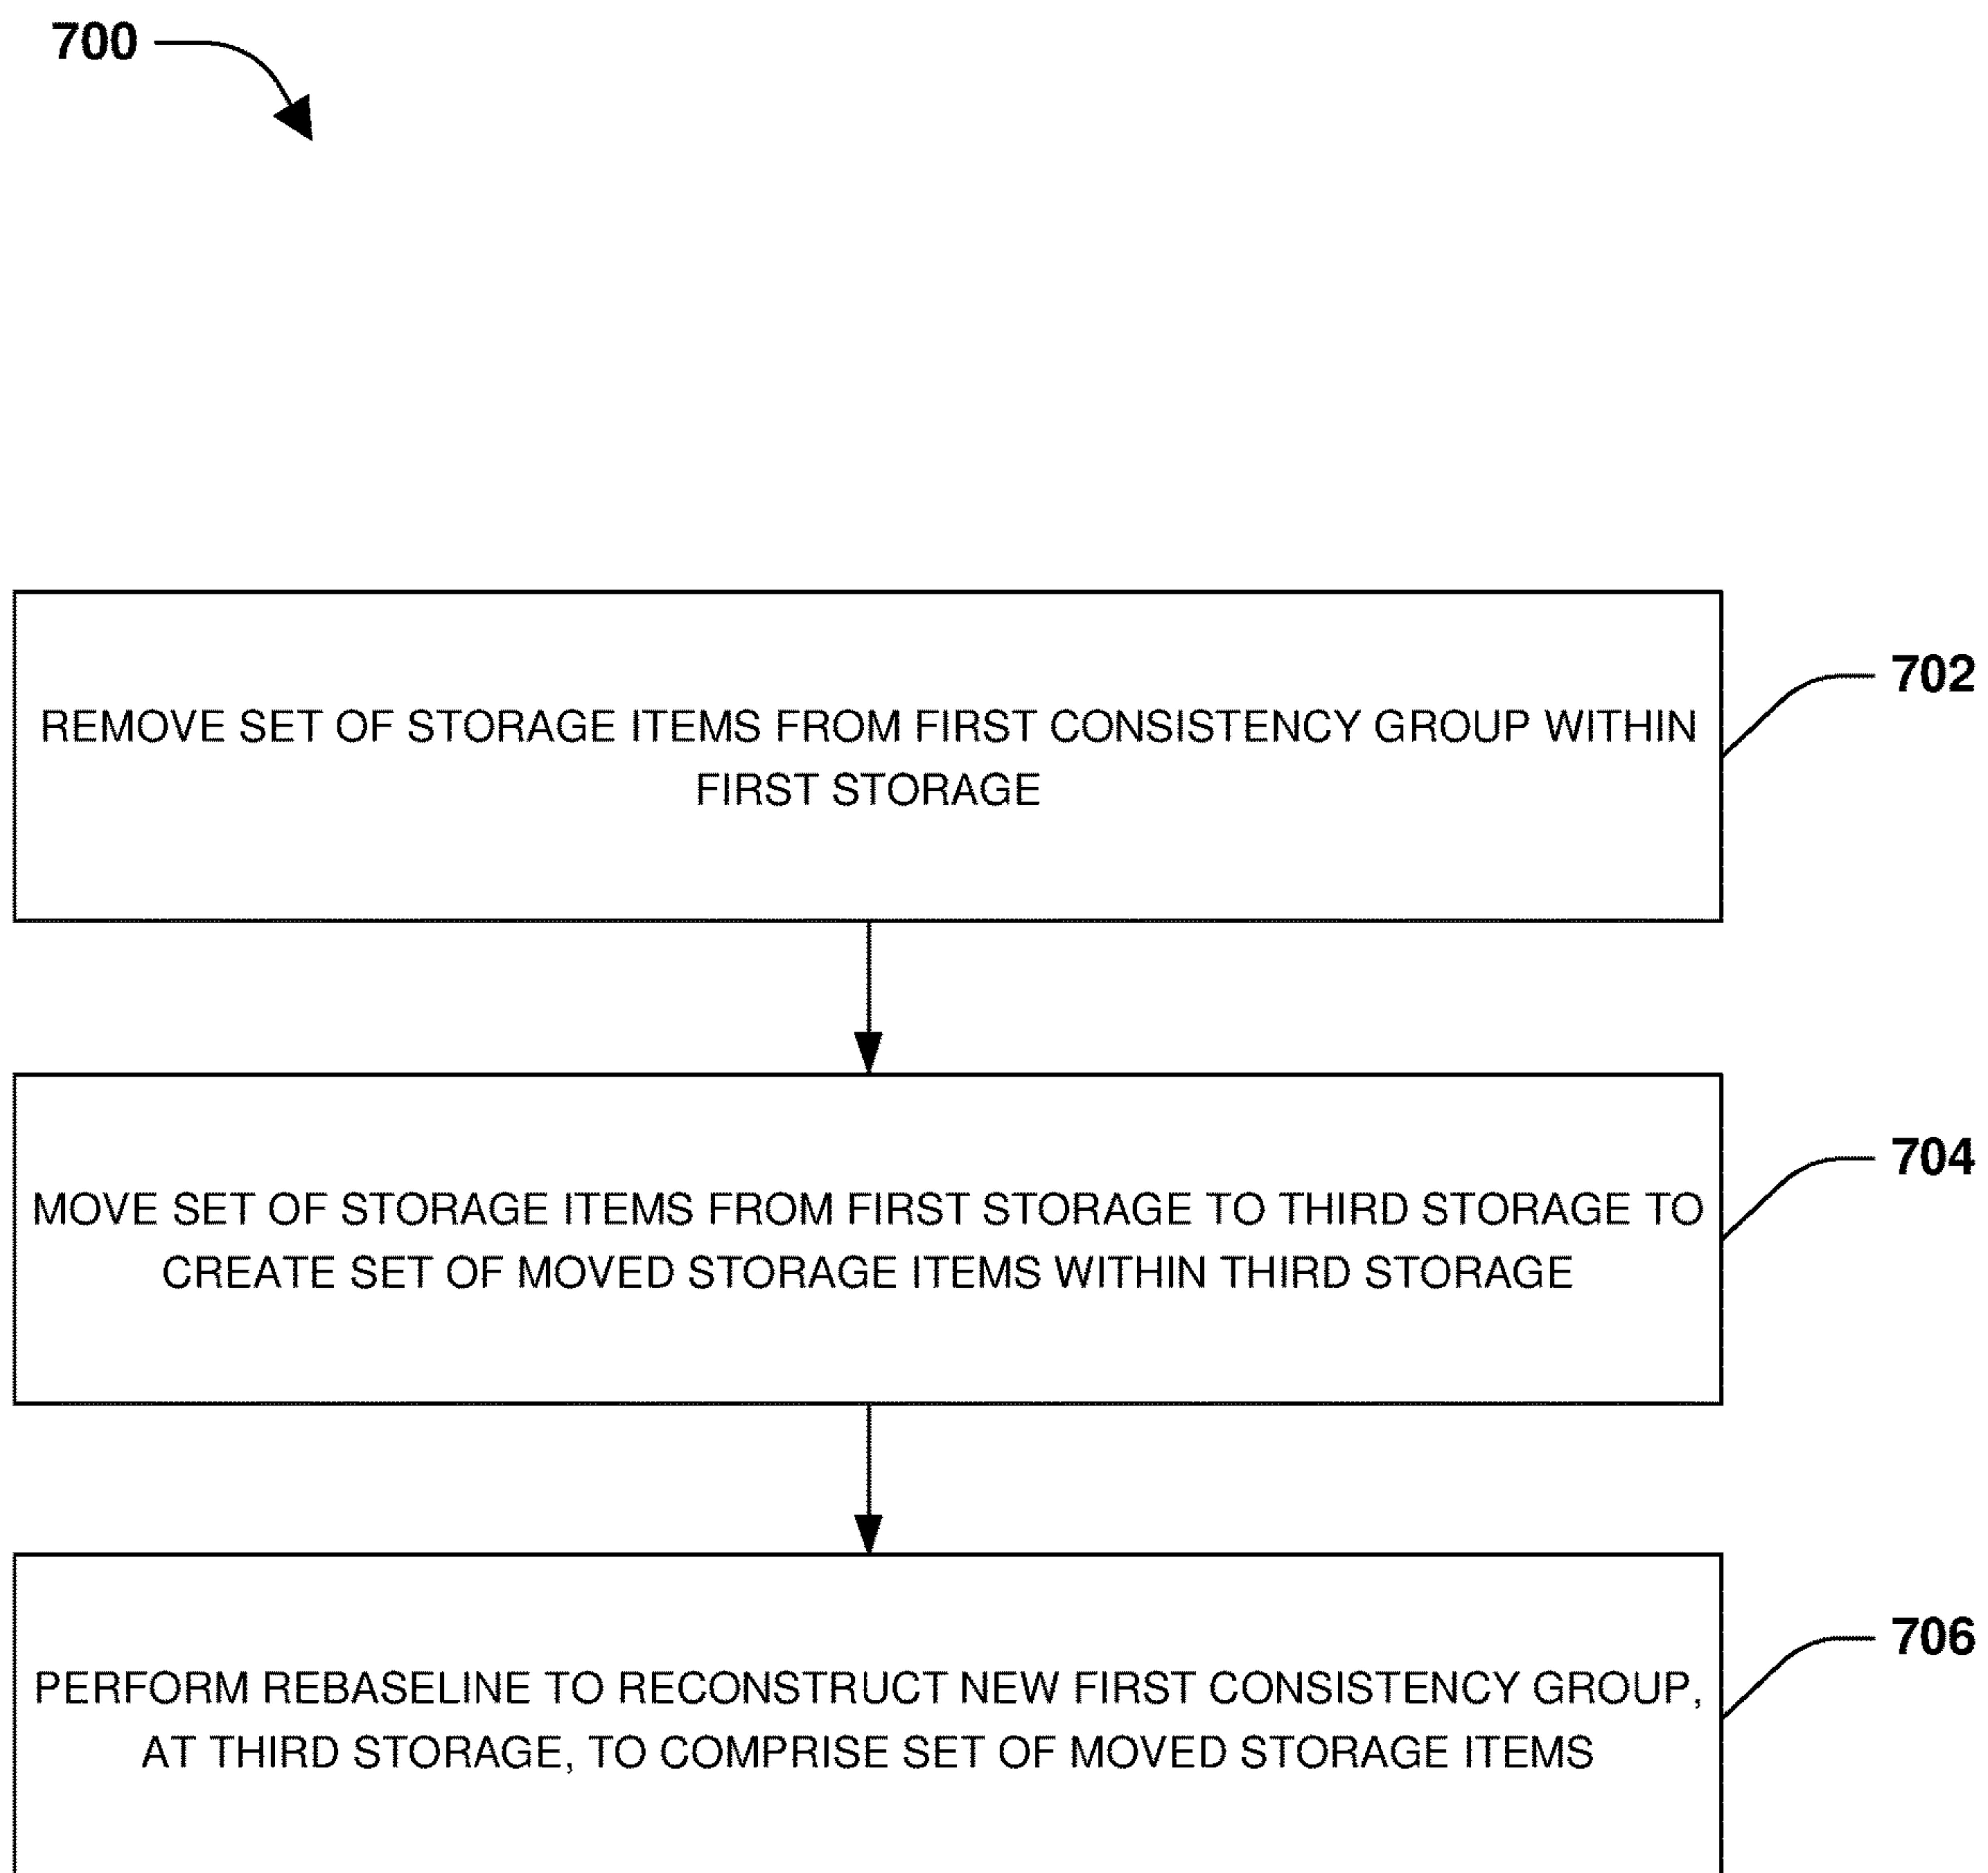 700
REMOVE SET OF STORAGE ITEMS FROM FIRST CONSISTENCY GROUP WITHIN
FIRST STORAGE
702
MOVE SET OF STORAGE ITEMS FROM FIRST STORAGE TO THIRD STORAGE TO
CREATE SET OF MOVED STORAGE ITEMS WITHIN THIRD STORAGE
704
PERFORM REBASELINE TO RECONSTRUCT NEW FIRST CONSISTENCY GROUP,
AT THIRD STORAGE, TO COMPRISE SET OF MOVED STORAGE ITEMS
706